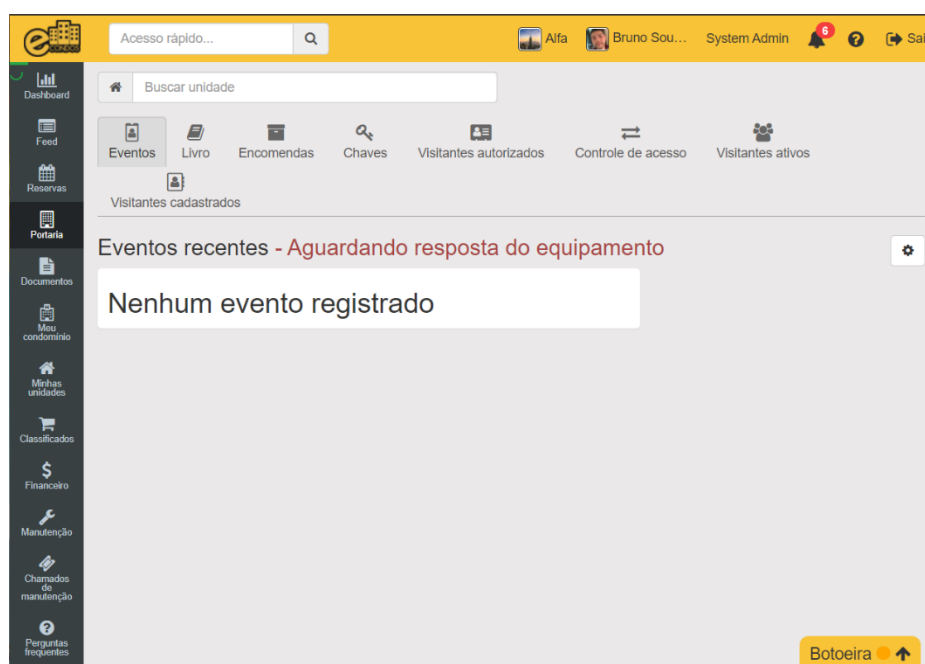 e
CONDOS
Acesso rápido...
Alfa
Bruno Sou...
System Admin
6
Sai
Dashboard
Feed
Reservas
Portaria
Documentos
Meu
condomínio
Minhas
unidades
Classificados
Financeiro
Manutenção
Chamados
de
manutenção
Perguntas
frequentes
Buscar unidade
Eventos
Livro
Encomendas
Chaves
Visitantes autorizados
Controle de acesso
Visitantes ativos
Visitantes cadastrados
Eventos recentes - Aguardando resposta do equipamento
Nenhum evento registrado
Botoeira